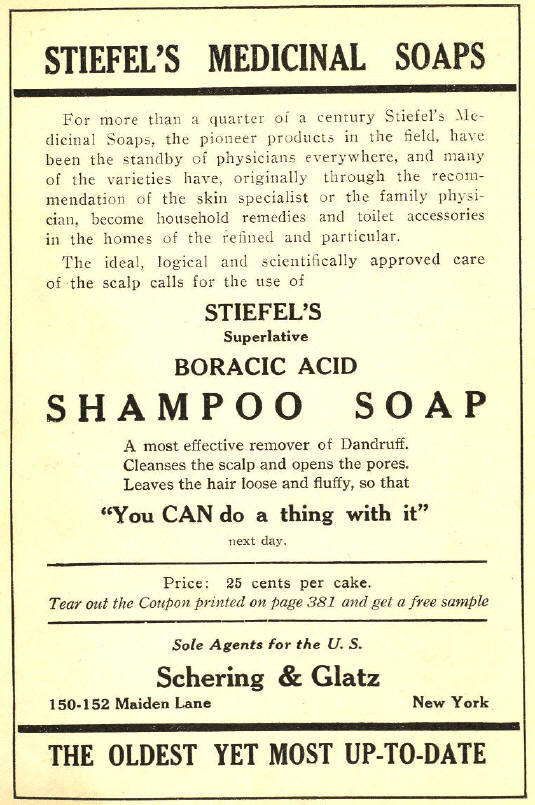 STIEFEL'S MEDICINAL SOAPS
For more than a quarter of a century Stiefel's Me-
dicinal Soaps, the pioneer products in the field, have
been the standby of physicians everywhere, and many
of the varieties have, originally through the recom-
mendation of the skin specialist or the family physi-
cian, become household remedies and toilet accessories
in the homes of the refined and particular.
The ideal, logical and scientifically approved care
of the scalp calls for the use of
STIEFEL'S
Superlative
BORACIC ACID
SHAMPOO SOAP
A most effective remover of Dandruff.
Cleanses the scalp and opens the pores.
Leaves the hair loose and fluffy, so that
“You CAN do a thing with it”
next day.
Price: 25 cents per cake.
Tear out the Coupon printed on page 381 and get a free sample
Sole Agents for the U. S.
Schering & Glatz
150-152 Maiden Lane New York
THE OLDEST YET MOST UP-TO-DATE